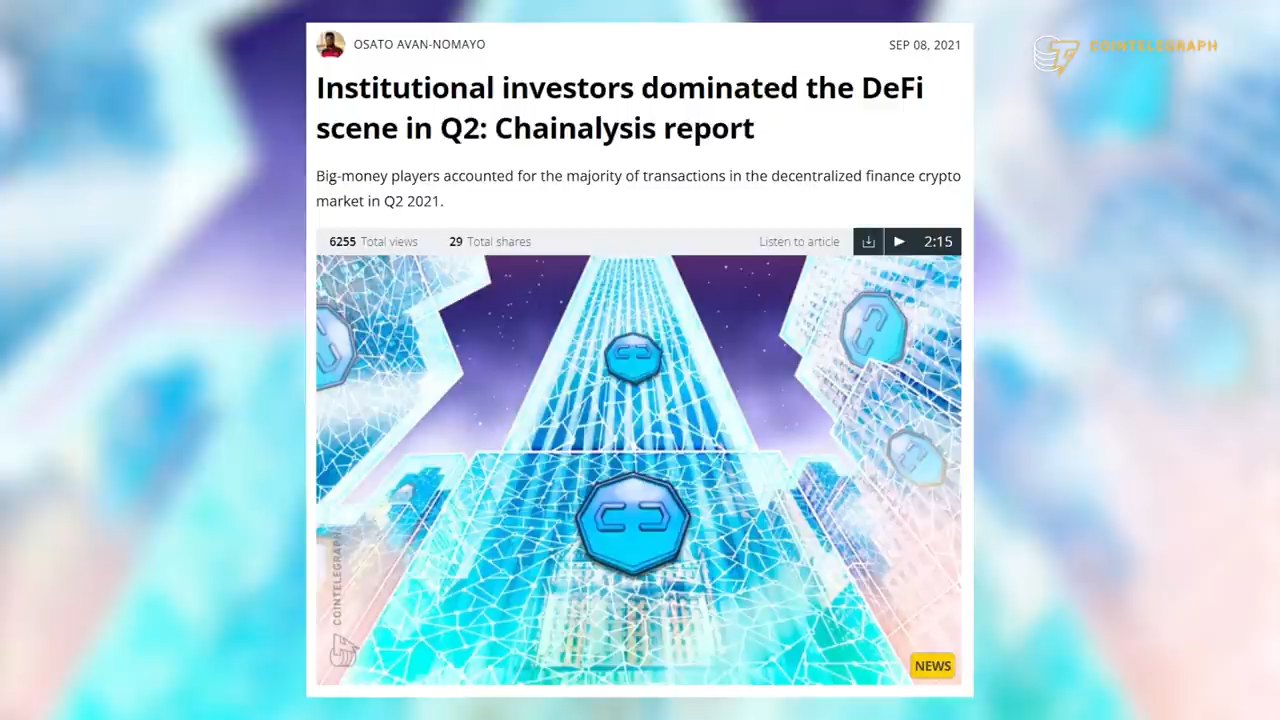 OSATO AVAN-NOMAYO
SEP 08, 2021
COINTELEGRAPH
Institutional investors dominated the DeFi
scene in Q2: Chainalysis report
Big-money players accounted for the majority of transactions in the decentralized finance crypto
market in Q2 2021.
6255 Total views 29 Total shares Listen to article 2:15
COINTELEGRAPH
NEWS